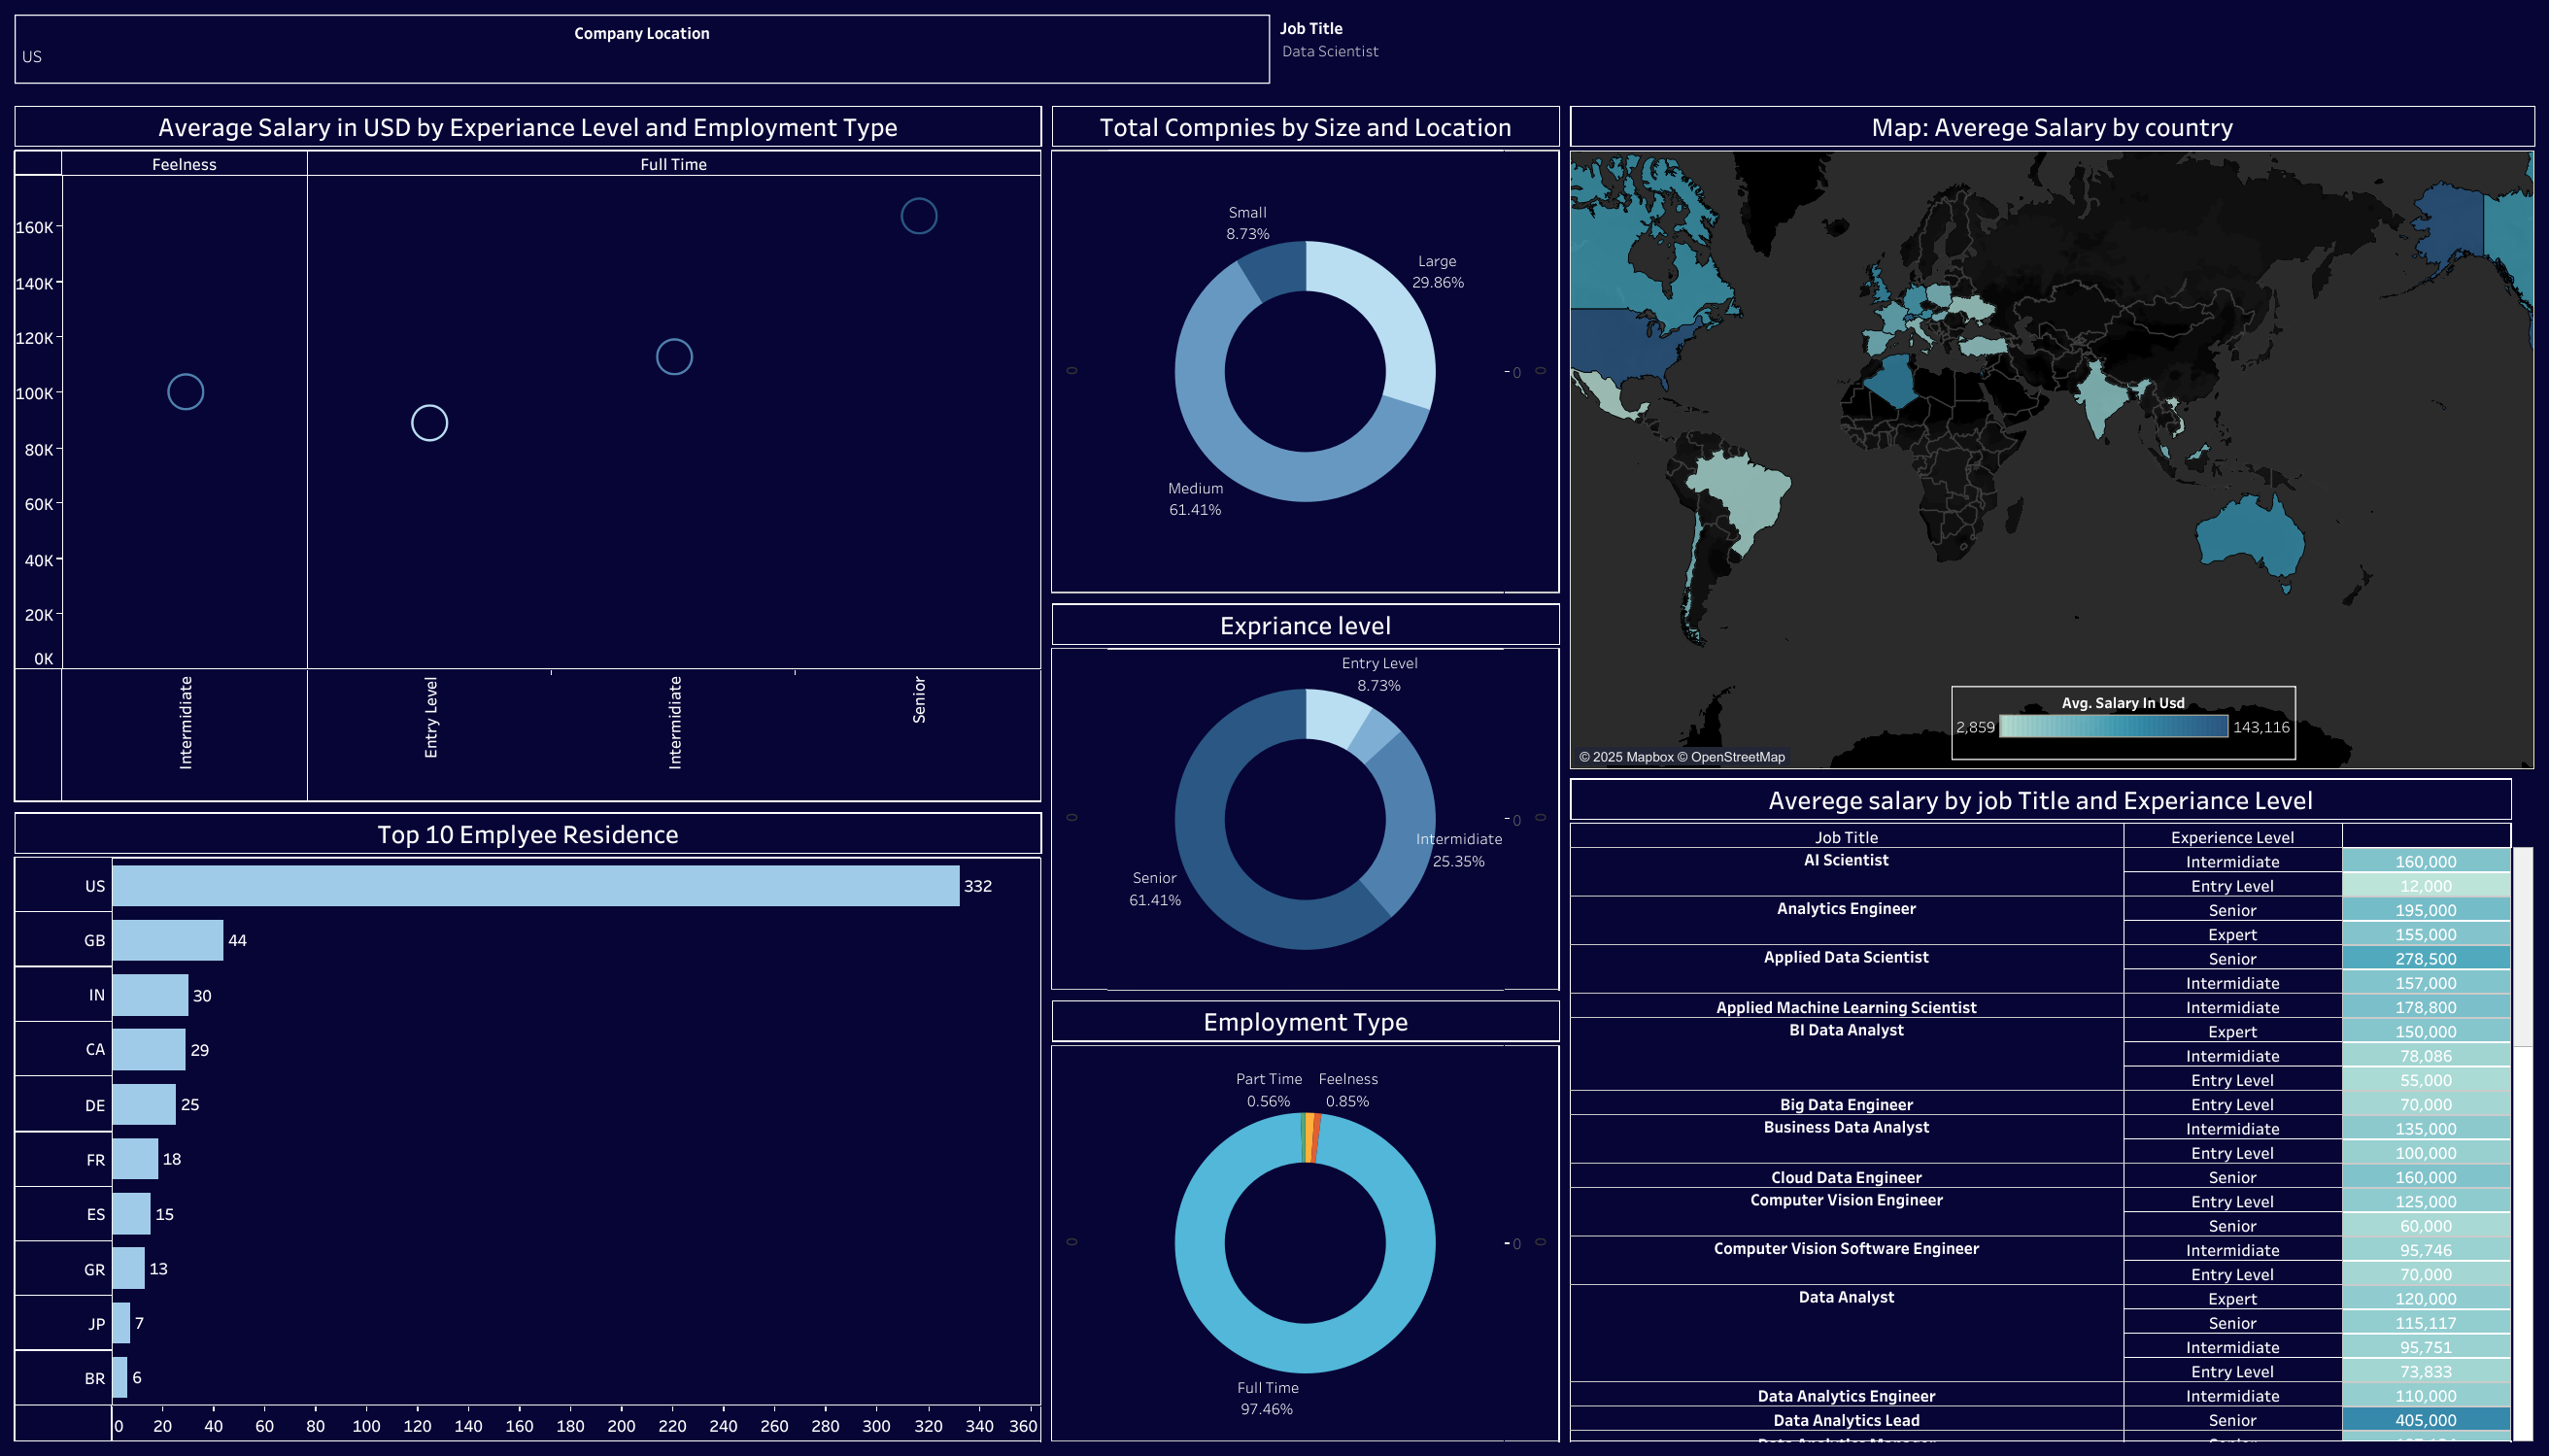 Company Location
US
Job Title
Data Scientist
Average Salary in USD by Experiance Level and Employment Type
Feelness
Full Time
160K
140K
120K
100K
80K
60K
40K
20K
0K
Intermidiate
Entry Level
Intermidiate
Senior
Top 10 Emplyee Residence
US 332
GB 44
IN 30
CA 29
DE 25
FR 18
ES 15
GR 13
JP 7
BR 6
0 20 40 60 80 100 120 140 160 180 200 220 240 260 280 300 320 340 360
Total Compnies by Size and Location
Small
8.73%
Large
29.86%
0
0
0
Medium
61.41%
Expriance level
Entry Level
8.73%
0
0
0
Intermidiate
25.35%
Senior
61.41%
Employment Type
Part Time
0.56%
Feelness
0.85%
0
0
0
Full Time
97.46%
Map: Averege Salary by country
Avg. Salary In Usd
2,859 143,116
© 2025 Mapbox © OpenStreetMap
Averege salary by job Title and Experiance Level
Job Title Experience Level
AI Scientist Intermidiate 160,000
Entry Level 12,000
Analytics Engineer Senior 195,000
Expert 155,000
Applied Data Scientist Senior 278,500
Intermidiate 157,000
Applied Machine Learning Scientist Intermidiate 178,800
BI Data Analyst Expert 150,000
Intermidiate 78,086
Entry Level 55,000
Big Data Engineer Entry Level 70,000
Business Data Analyst Intermidiate 135,000
Entry Level 100,000
Cloud Data Engineer Senior 160,000
Computer Vision Engineer Entry Level 125,000
Senior 60,000
Computer Vision Software Engineer Intermidiate 95,746
Entry Level 70,000
Data Analyst Expert 120,000
Senior 115,117
Intermidiate 95,751
Entry Level 73,833
Data Analytics Engineer Intermidiate 110,000
Data Analytics Lead Senior 405,000